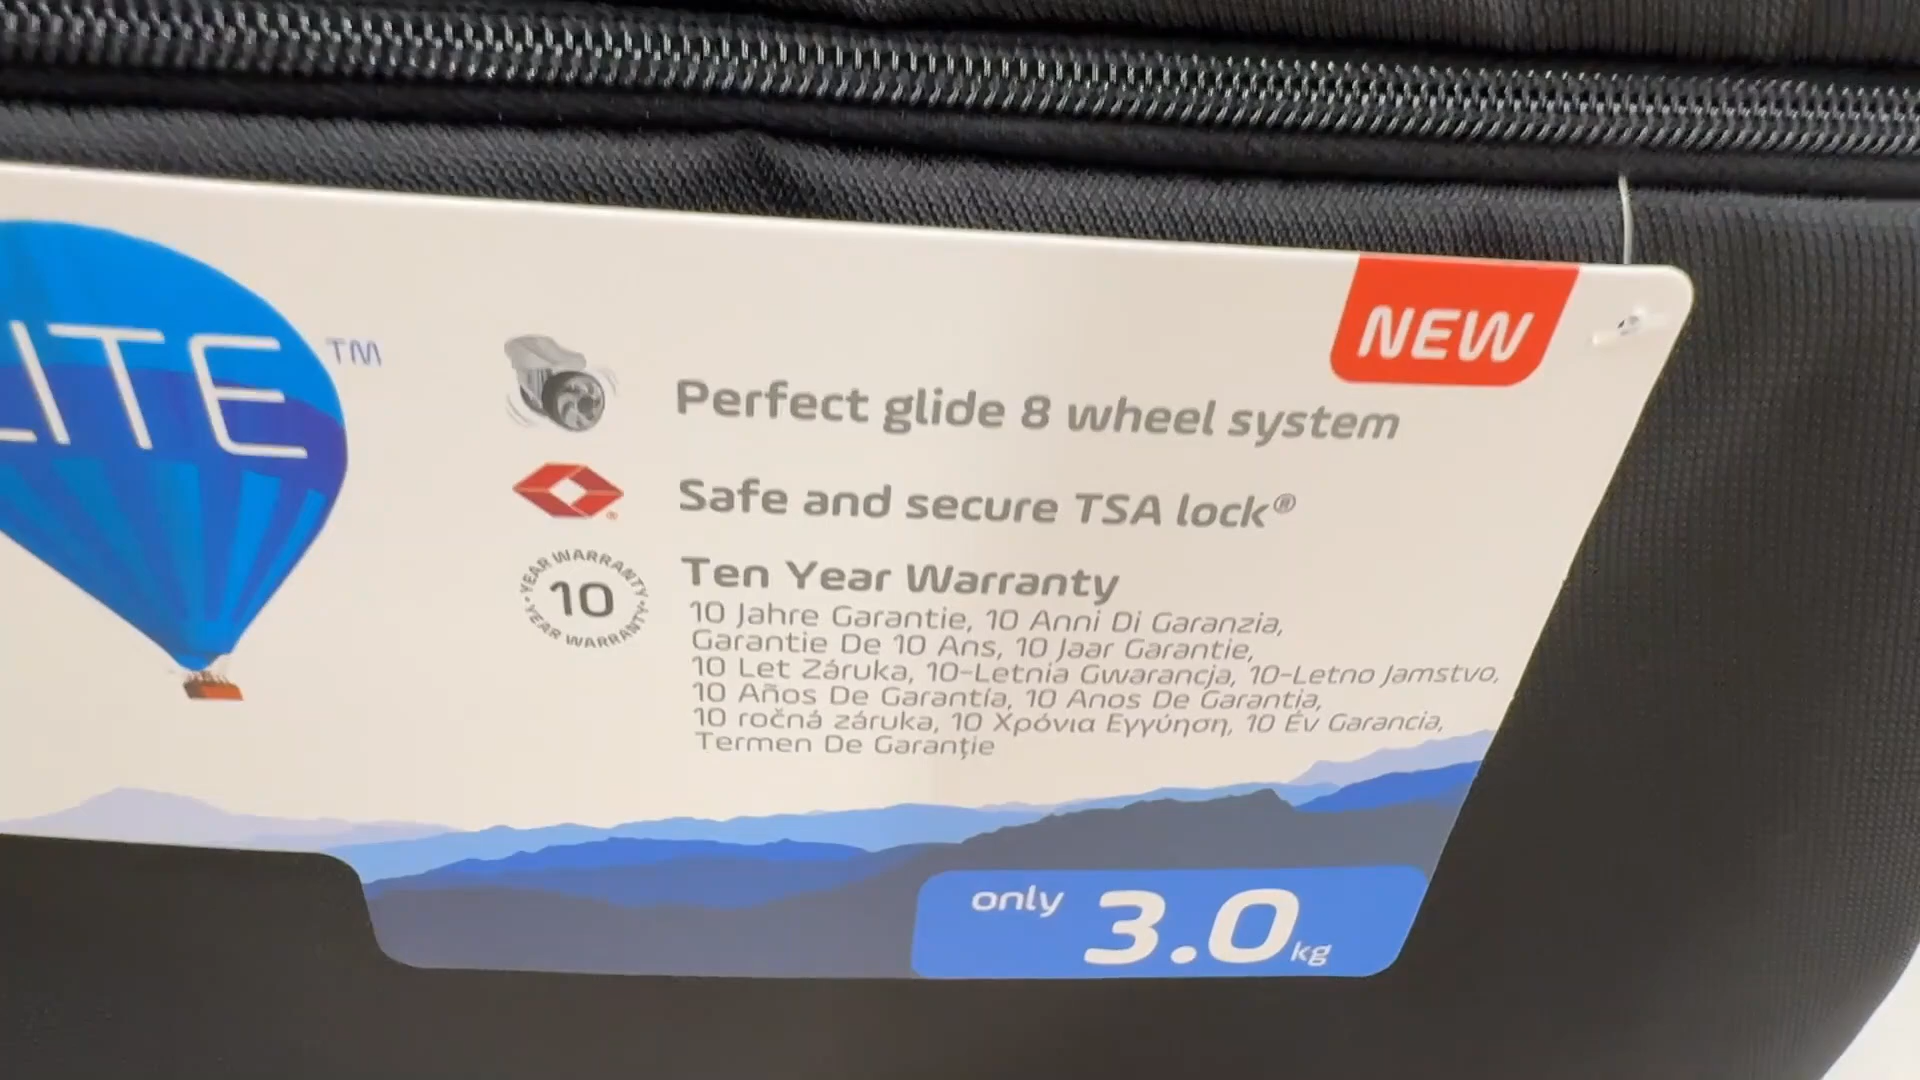 LITE™
NEW
Perfect glide 8 wheel system
Safe and secure TSA lock®
YEAR WARRANTY • YEAR WARRANTY •
10
Ten Year Warranty
10 Jahre Garantie, 10 Anni Di Garanzia,
Garantie De 10 Ans, 10 Jaar Garantie,
10 Let Záruka, 10-Letnia Gwarancja, 10-Letno Jamstvo,
10 Años De Garantía, 10 Anos De Garantia,
10 ročná záruka, 10 Χρόνια Εγγύηση, 10 Év Garancia,
Termen De Garanție
only 3.0 kg